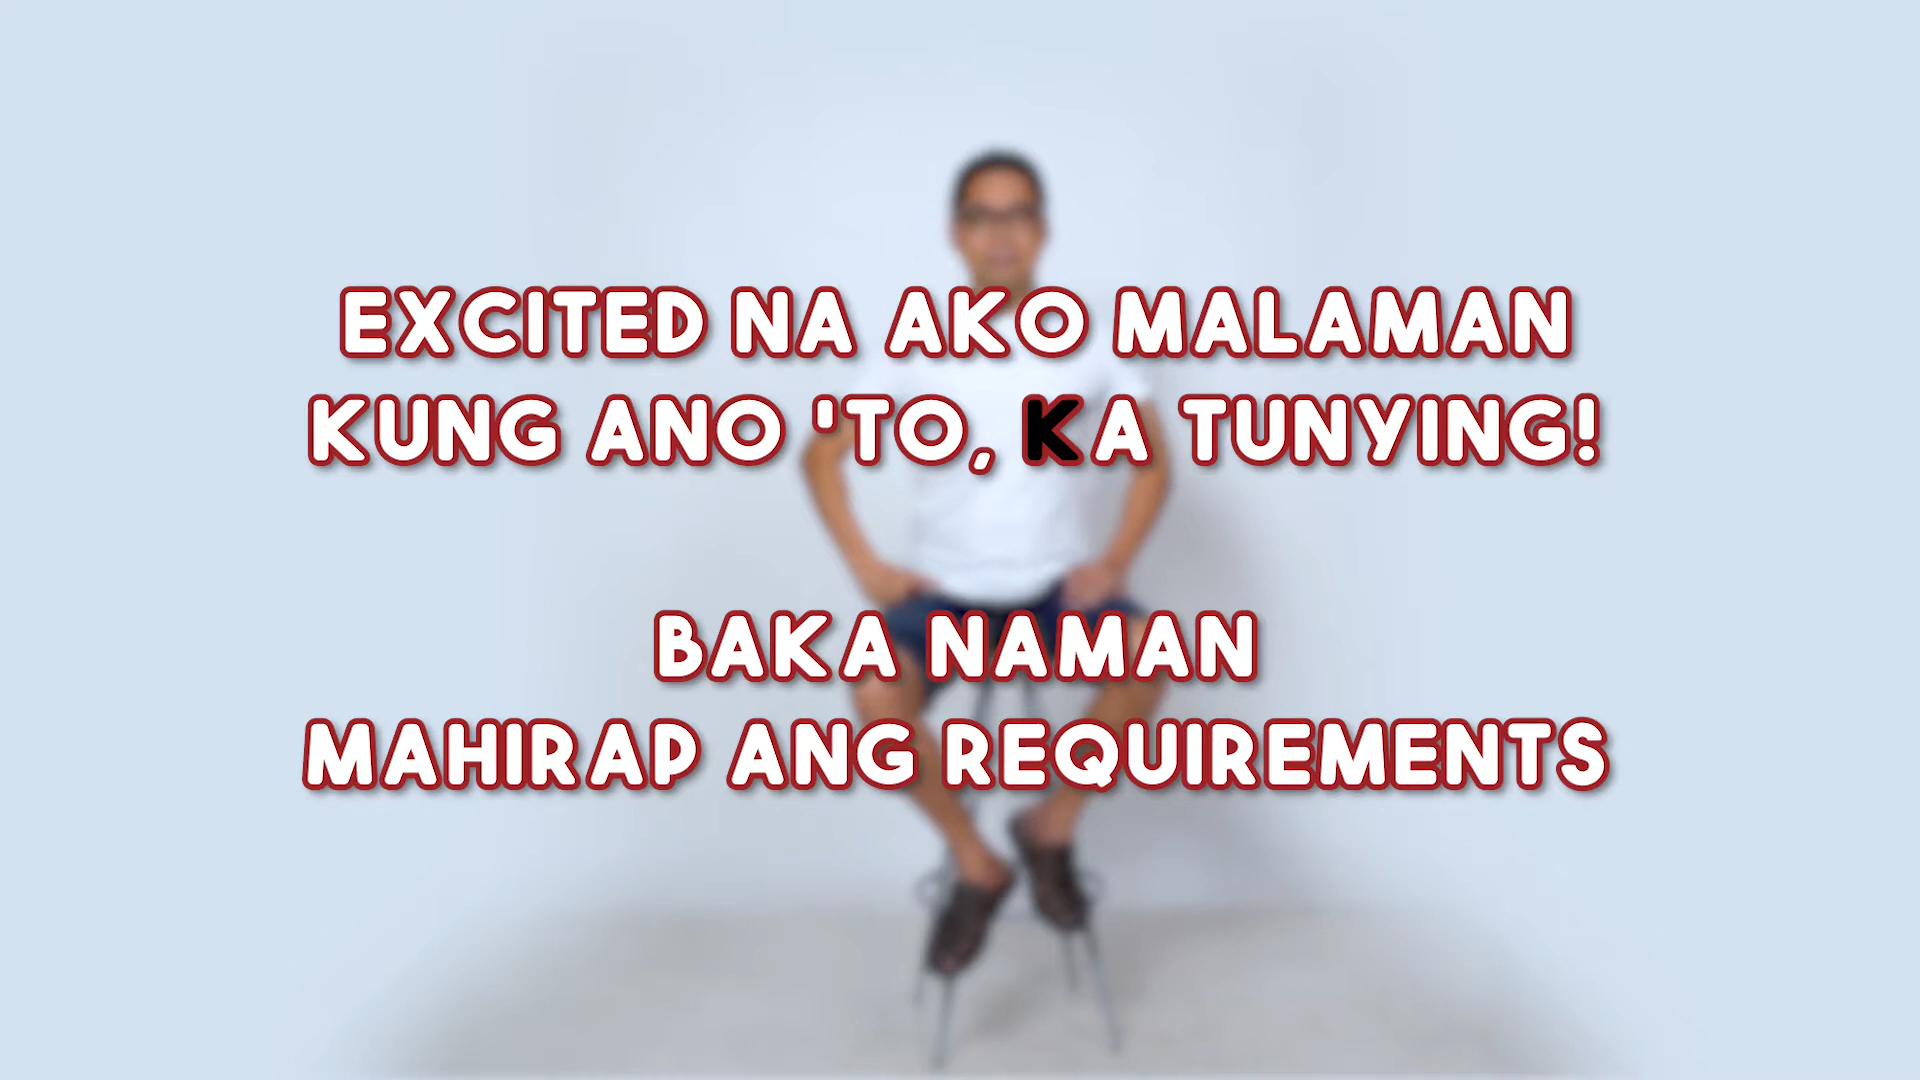 EXCITED NA AKO MALAMAN
KUNG ANO 'TO, KA TUNYING!
BAKA NAMAN
MAHIRAP ANG REQUIREMENTS